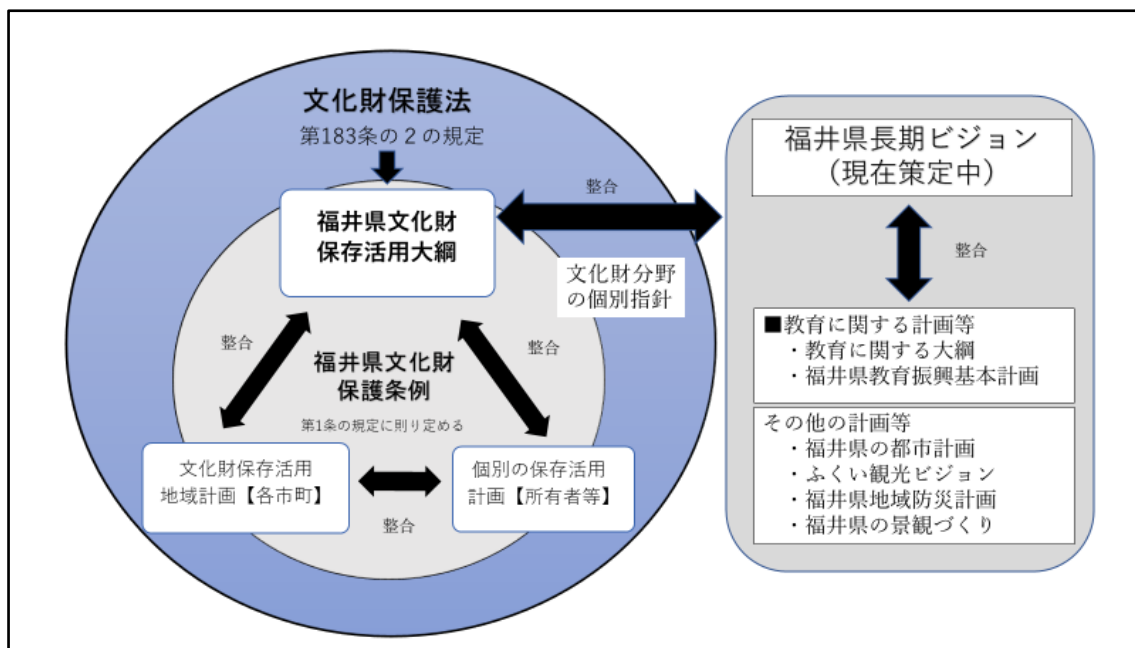 文化財保護法
第183条の２の規定
福井県文化財
保存活用大綱
整合
文化財分野
の個別指針
整合
整合
福井県文化財
保護条例
第1条の規定に則り定める
文化財保存活用
地域計画【各市町】
整合
個別の保存活用
計画【所有者等】
福井県長期ビジョン
（現在策定中）
整合
■教育に関する計画等
・教育に関する大綱
・福井県教育振興基本計画
その他の計画等
・福井県の都市計画
・ふくい観光ビジョン
・福井県地域防災計画
・福井県の景観づくり